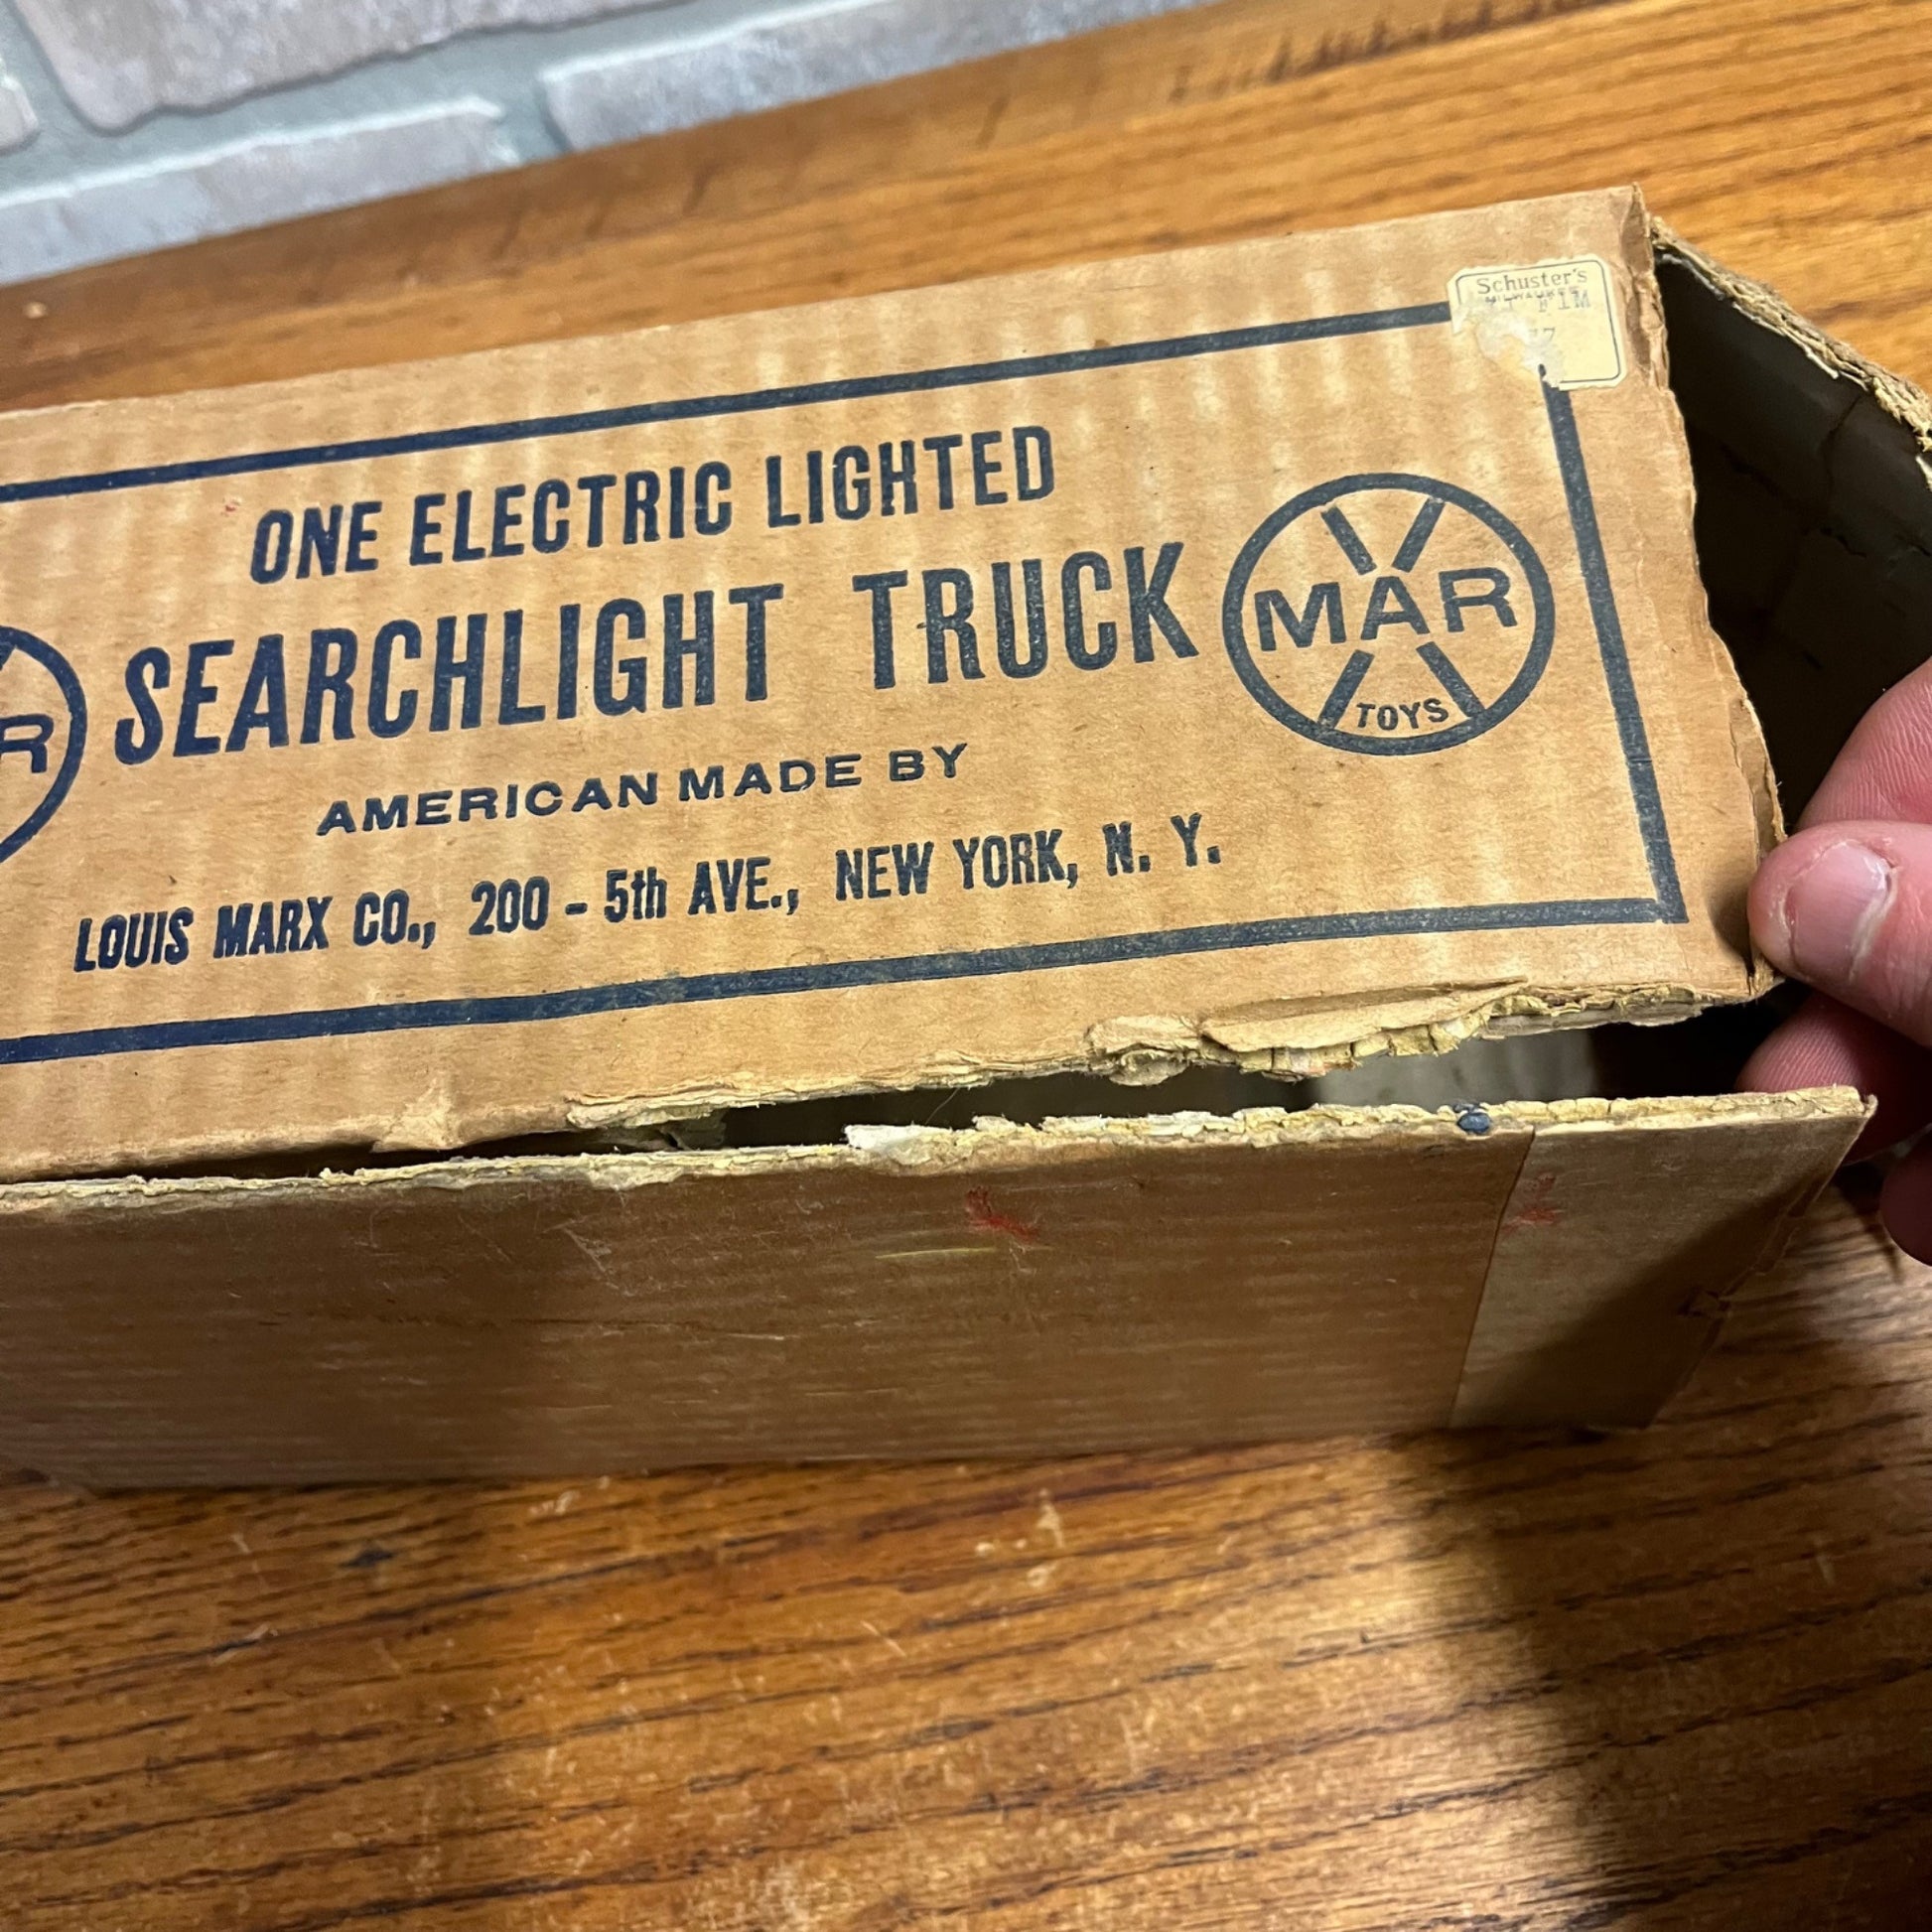 Schuster's
MILWAUKEE
ONE ELECTRIC LIGHTED
SEARCHLIGHT TRUCK
AMERICAN MADE BY
LOUIS MARX CO., 200 - 5th AVE., NEW YORK, N. Y.
MAR
TOYS
R